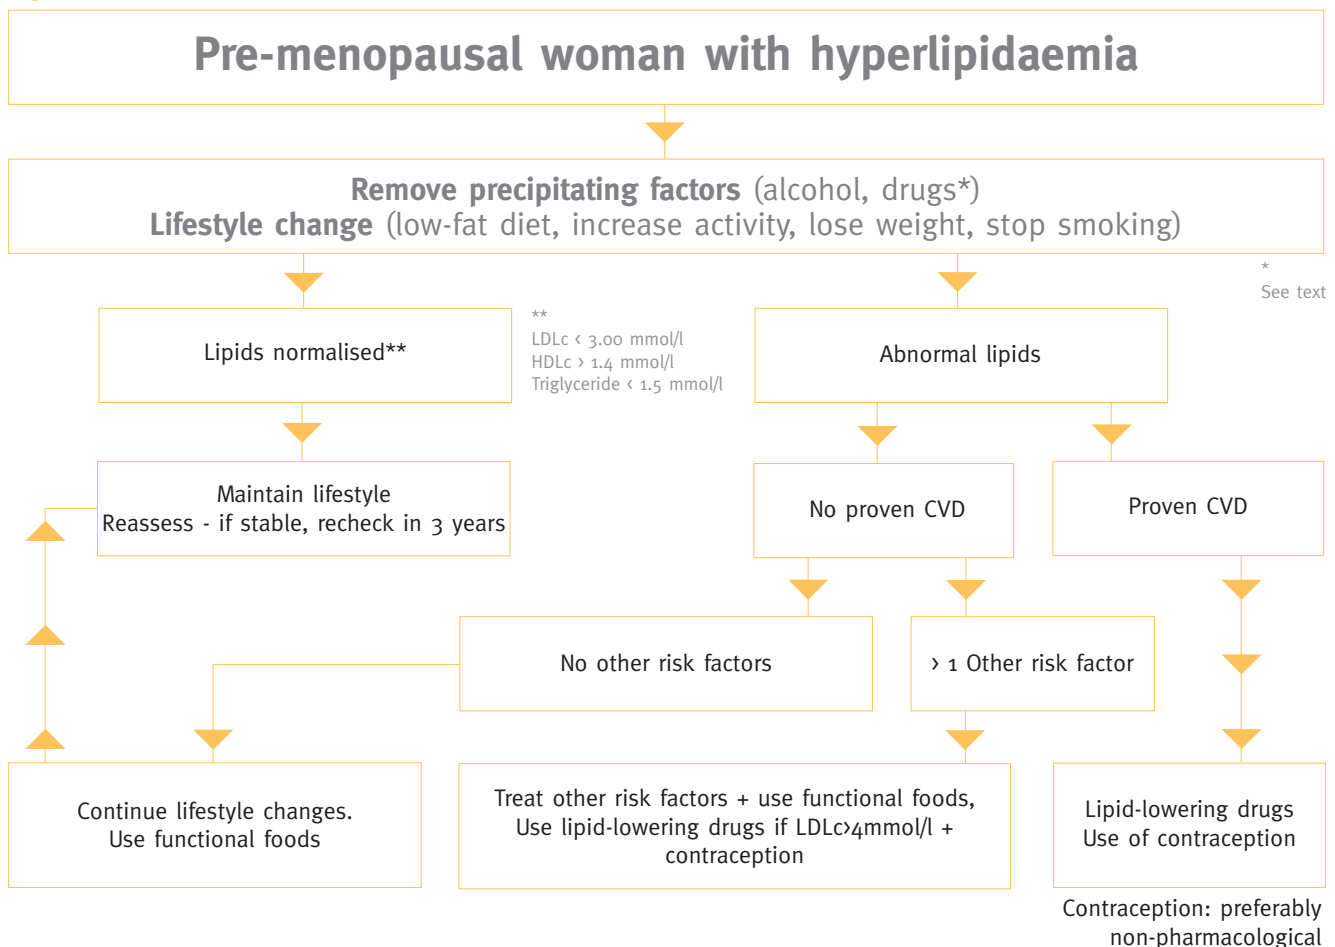 Pre-menopausal woman with hyperlipidaemia
Remove precipitating factors (alcohol, drugs*)
Lifestyle change (low-fat diet, increase activity, lose weight, stop smoking)
*
See text
Lipids normalised**
**
LDLc < 3.00 mmol/l
HDLc > 1.4 mmol/l
Triglyceride < 1.5 mmol/l
Abnormal lipids
Maintain lifestyle
Reassess - if stable, recheck in 3 years
No proven CVD
Proven CVD
No other risk factors
> 1 Other risk factor
Continue lifestyle changes.
Use functional foods
Treat other risk factors + use functional foods,
Use lipid-lowering drugs if LDLc>4mmol/l +
contraception
Lipid-lowering drugs
Use of contraception
Contraception: preferably
non-pharmacological